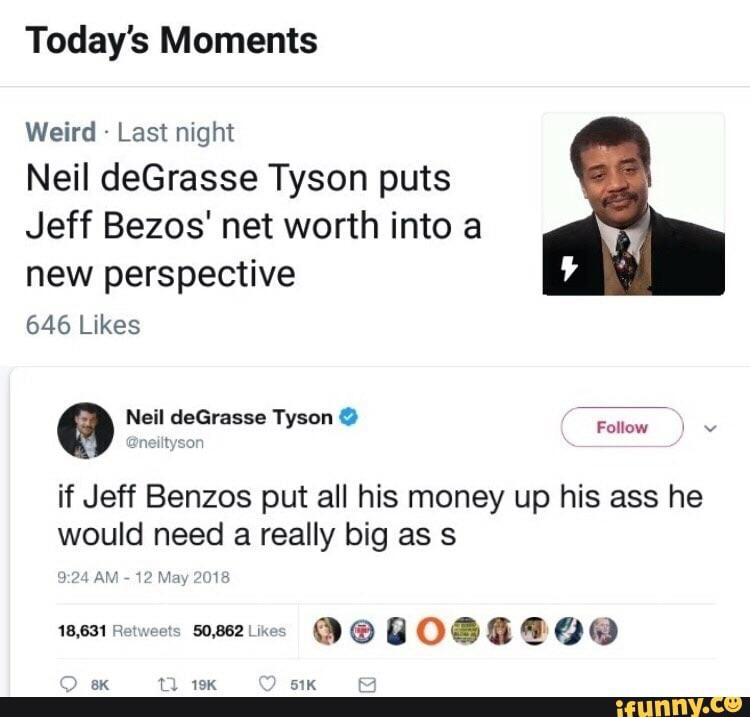 Today's Moments
Weird · Last night
Neil deGrasse Tyson puts
Jeff Bezos' net worth into a
new perspective
646 Likes
Neil deGrasse Tyson
@neiltyson
Follow
if Jeff Benzos put all his money up his ass he
would need a really big as s
9:24 AM - 12 May 2018
18,631 Retweets 50,862 Likes
8K 19K 51K
ifunny.co